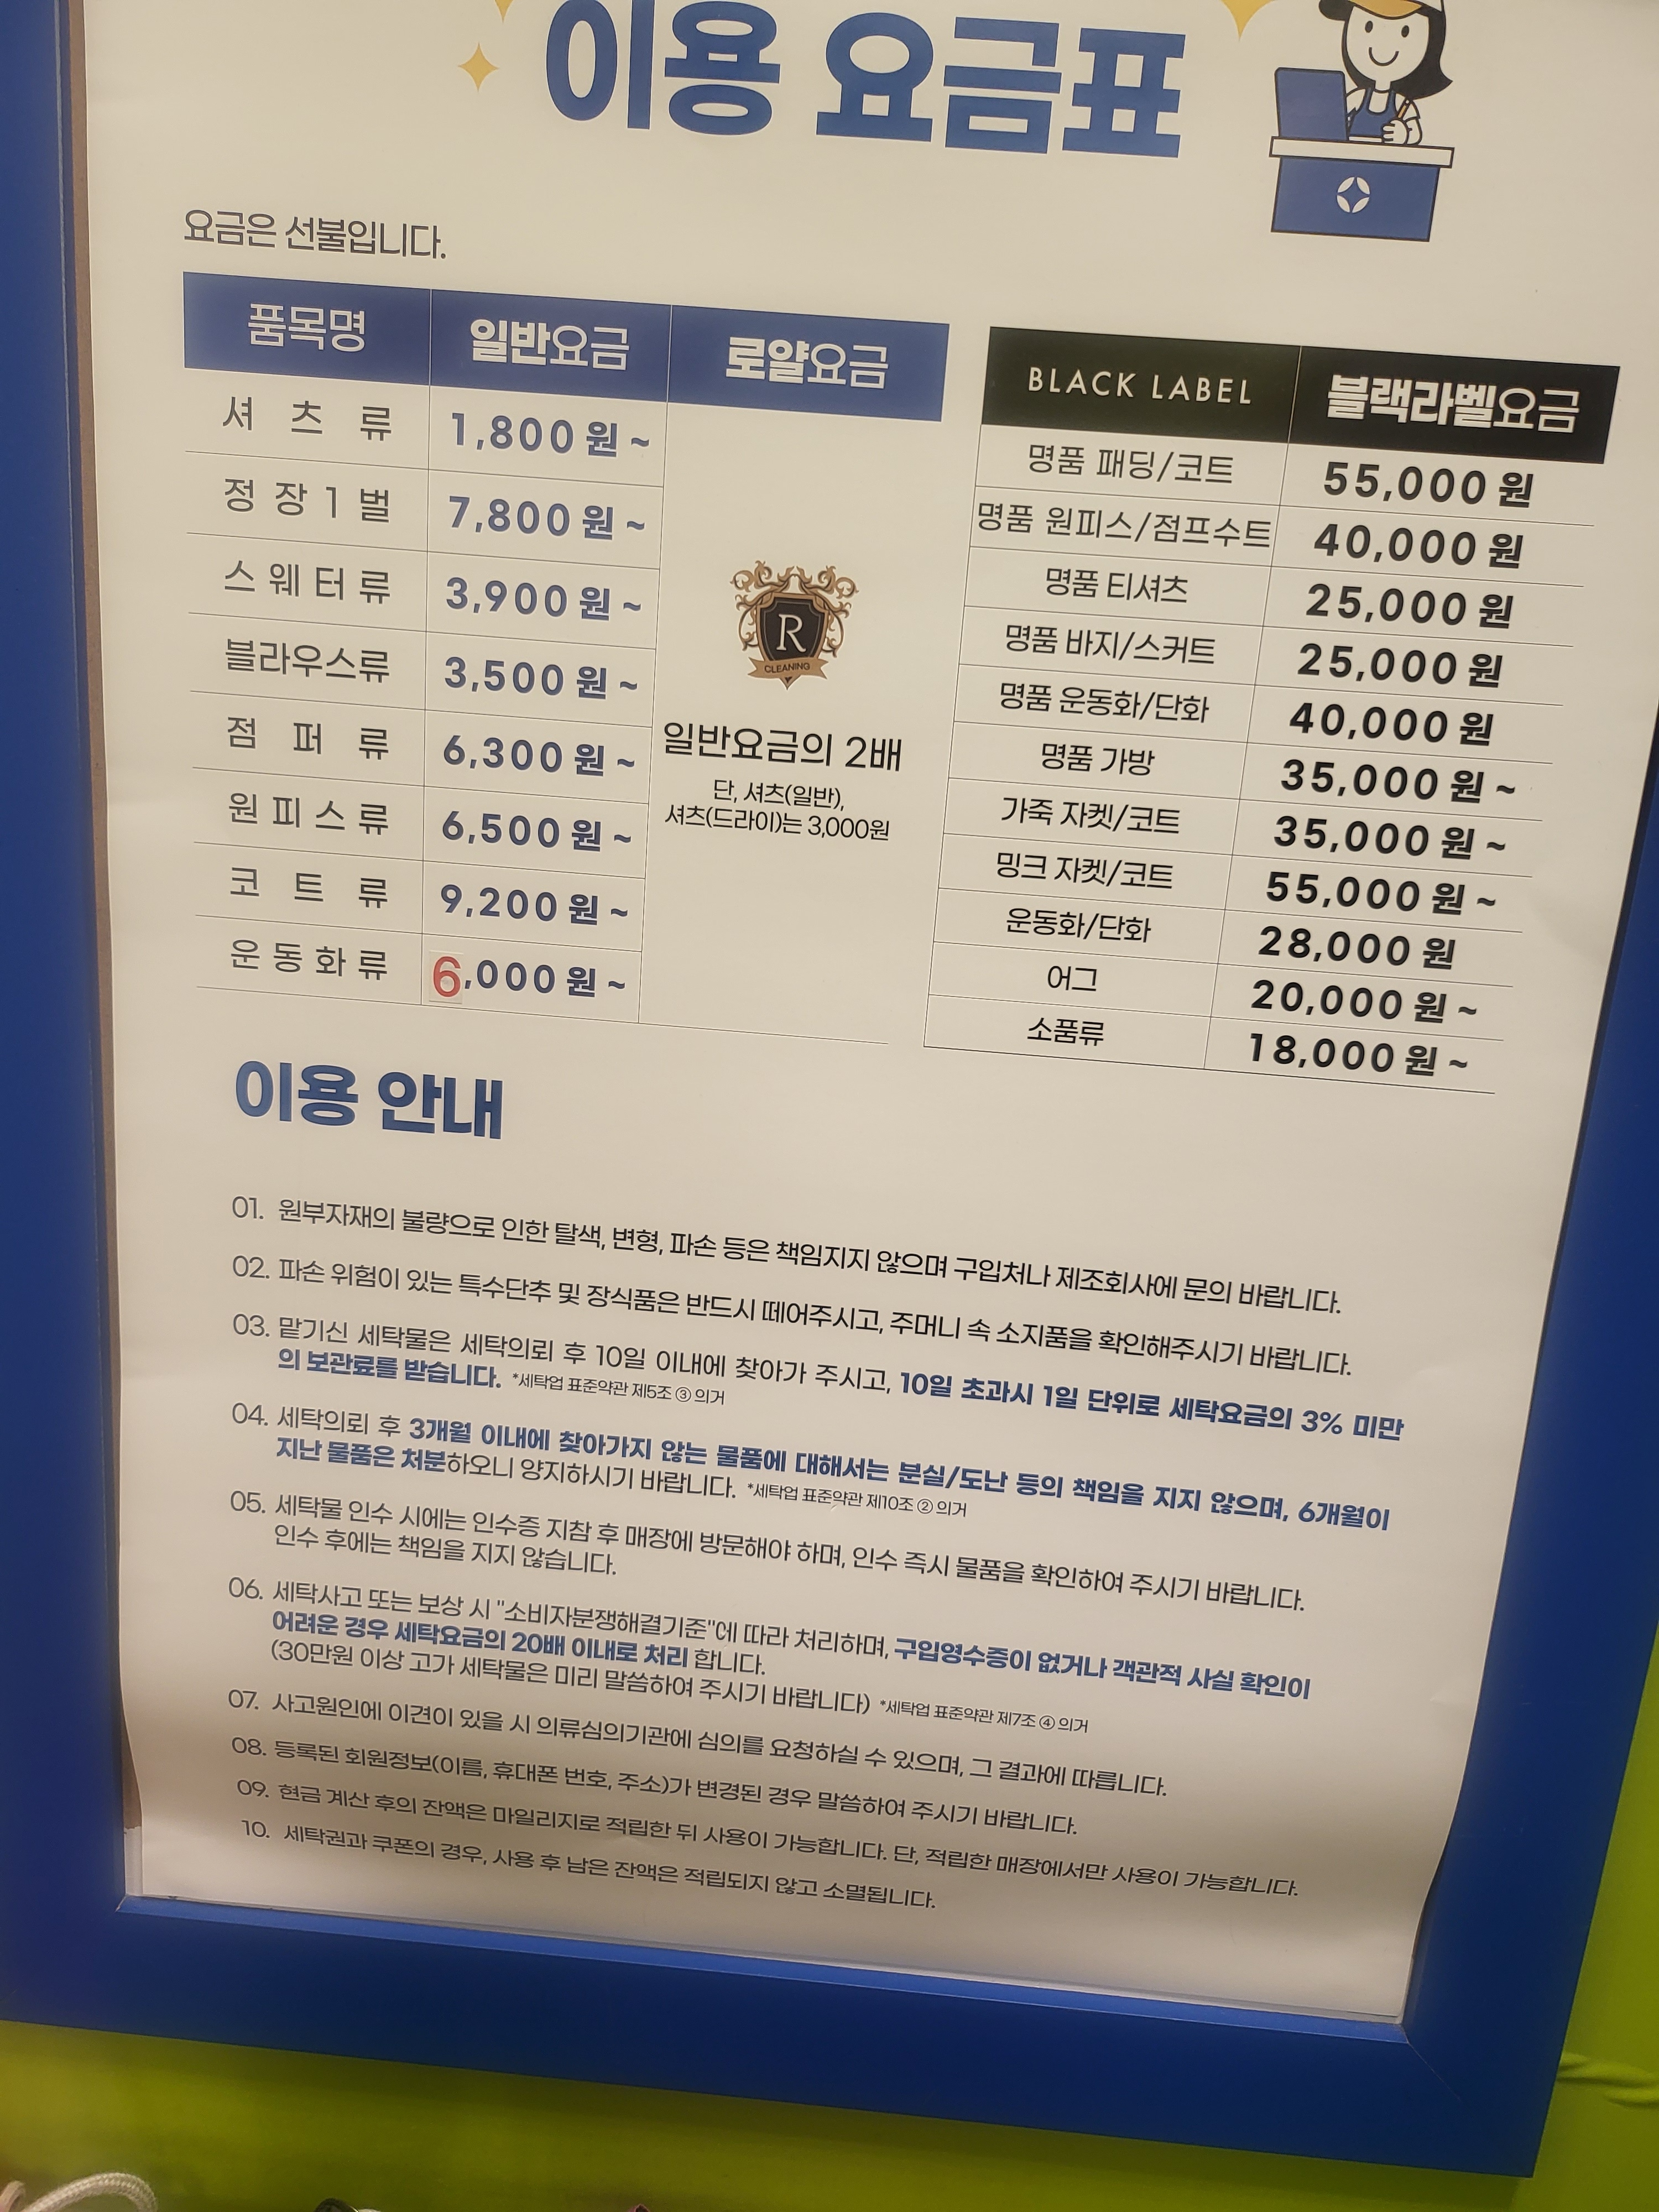 이용 요금표
요금은 선불입니다.
품목명 일반요금 로얄요금
셔츠류 1,800원~
정장1벌 7,800원~
스웨터류 3,900원~
블라우스류 3,500원~
점퍼류 6,300원~
원피스류 6,500원~
코트류 9,200원~
운동화류 6,000원~
R
CLEANING
일반요금의 2배
단, 셔츠(일반),
셔츠(드라이)는 3,000원
BLACK LABEL 블랙라벨요금
명품 패딩/코트 55,000원
명품 원피스/점프수트 40,000원
명품 티셔츠 25,000원
명품 바지/스커트 25,000원
명품 운동화/단화 40,000원
명품 가방 35,000원~
가죽 자켓/코트 35,000원~
밍크 자켓/코트 55,000원~
운동화/단화 28,000원
어그 20,000원~
소품류 18,000원~
이용 안내
01. 원부자재의 불량으로 인한 탈색, 변형, 파손 등은 책임지지 않으며 구입처나 제조회사에 문의 바랍니다.
02. 파손 위험이 있는 특수단추 및 장식품은 반드시 떼어주시고, 주머니 속 소지품을 확인해주시기 바랍니다.
03. 맡기신 세탁물은 세탁의뢰 후 10일 이내에 찾아가 주시고, 10일 초과시 1일 단위로 세탁요금의 3% 미만
의 보관료를 받습니다. *세탁업 표준약관 제5조 ③ 의거
04. 세탁의뢰 후 3개월 이내에 찾아가지 않는 물품에 대해서는 분실/도난 등의 책임을 지지 않으며, 6개월이
지난 물품은 처분하오니 양지하시기 바랍니다. *세탁업 표준약관 제10조 ② 의거
05. 세탁물 인수 시에는 인수증 지참 후 매장에 방문해야 하며, 인수 즉시 물품을 확인하여 주시기 바랍니다.
인수 후에는 책임을 지지 않습니다.
06. 세탁사고 또는 보상 시 "소비자분쟁해결기준"에 따라 처리하며, 구입영수증이 없거나 객관적 사실 확인이
어려운 경우 세탁요금의 20배 이내로 처리 합니다.
(30만원 이상 고가 세탁물은 미리 말씀하여 주시기 바랍니다) *세탁업 표준약관 제7조 ④ 의거
07. 사고원인에 이견이 있을 시 의류심의기관에 심의를 요청하실 수 있으며, 그 결과에 따릅니다.
08. 등록된 회원정보(이름, 휴대폰 번호, 주소)가 변경된 경우 말씀하여 주시기 바랍니다.
09. 현금 계산 후의 잔액은 마일리지로 적립한 뒤 사용이 가능합니다. 단, 적립한 매장에서만 사용이 가능합니다.
10. 세탁권과 쿠폰의 경우, 사용 후 남은 잔액은 적립되지 않고 소멸됩니다.